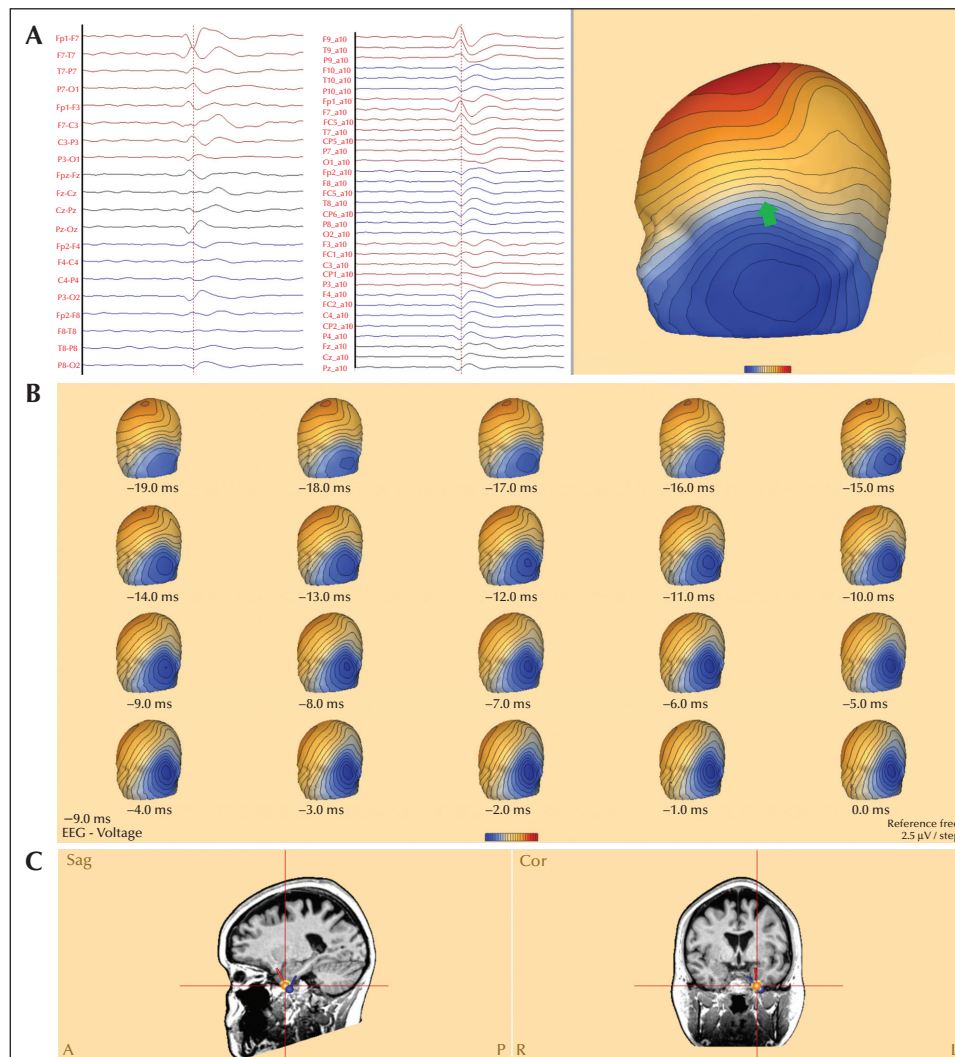 A
Fp1-F7
F7-T7
T7-P7
P7-O1
Fp1-F3
F7-C3
C3-P3
P3-O1
Fpz-Fz
Fz-Cz
Cz-Pz
Pz-Oz
Fp2-F4
F4-C4
C4-P4
P3-O2
Fp2-F8
F8-T8
T8-P8
P8-O2
F9_a10
T9_a10
P9_a10
F10_a10
T10_a10
P10_a10
Fp1_a10
F7_a10
FC5_a10
T7_a10
CP5_a10
P7_a10
O1_a10
Fp2_a10
F8_a10
FC5_a10
T8_a10
CP6_a10
P8_a10
O2_a10
F3_a10
FC1_a10
C3_a10
CP1_a10
P3_a10
F4_a10
FC2_a10
C4_a10
CP2_a10
P4_a10
Fz_a10
Cz_a10
Pz_a10
B
−19.0 ms −18.0 ms −17.0 ms −16.0 ms −15.0 ms
−14.0 ms −13.0 ms −12.0 ms −11.0 ms −10.0 ms
−9.0 ms −8.0 ms −7.0 ms −6.0 ms −5.0 ms
−4.0 ms −3.0 ms −2.0 ms −1.0 ms 0.0 ms
−9.0 ms
EEG - Voltage
Reference free
2.5 μV / step
C
Sag
Cor
A P R L